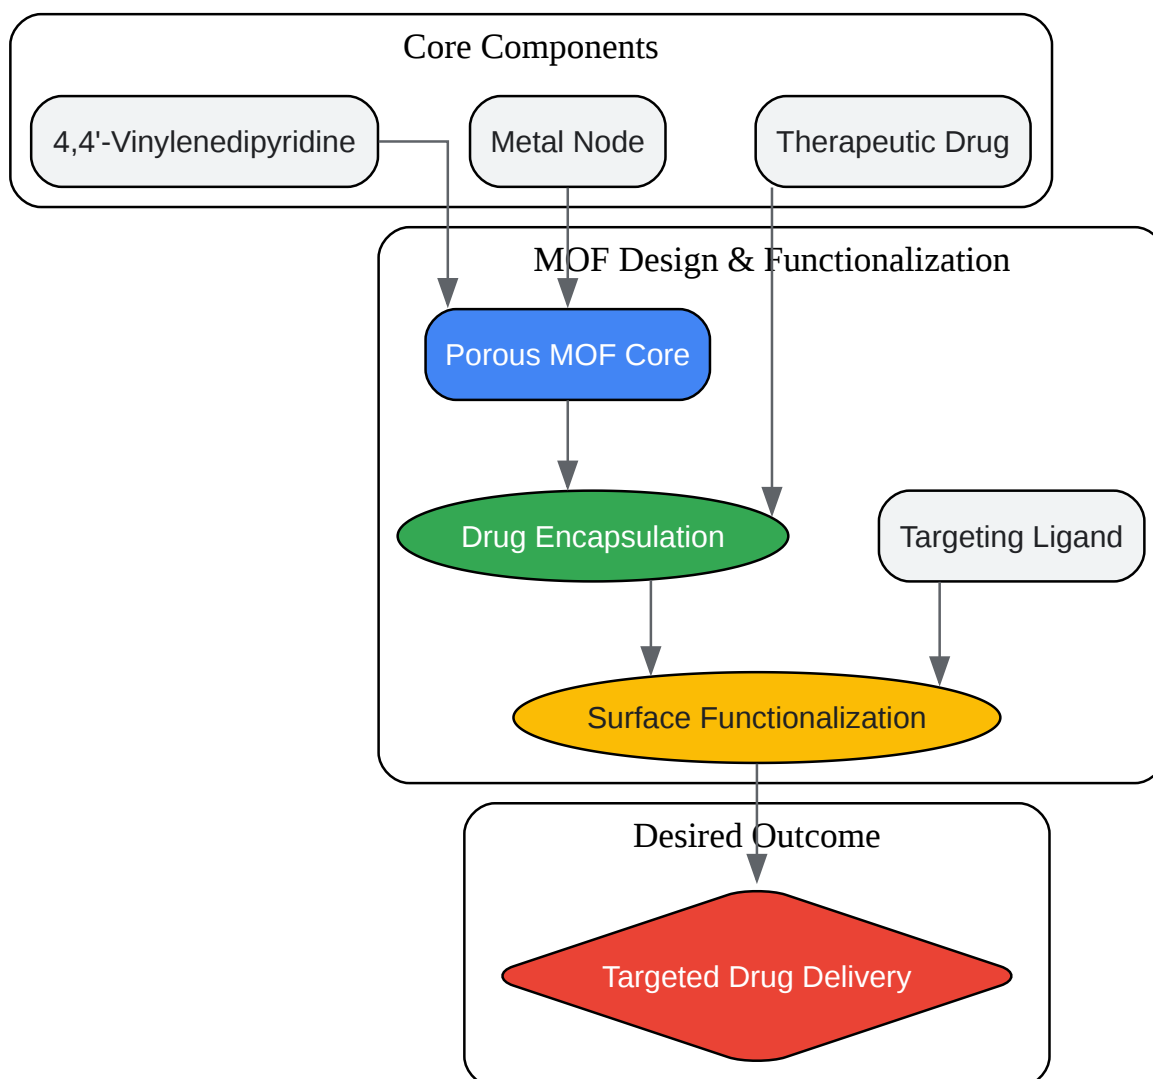 Core Components
4,4'-Vinylenedipyridine
Metal Node
Therapeutic Drug
MOF Design & Functionalization
Porous MOF Core
Drug Encapsulation
Targeting Ligand
Surface Functionalization
Desired Outcome
Targeted Drug Delivery